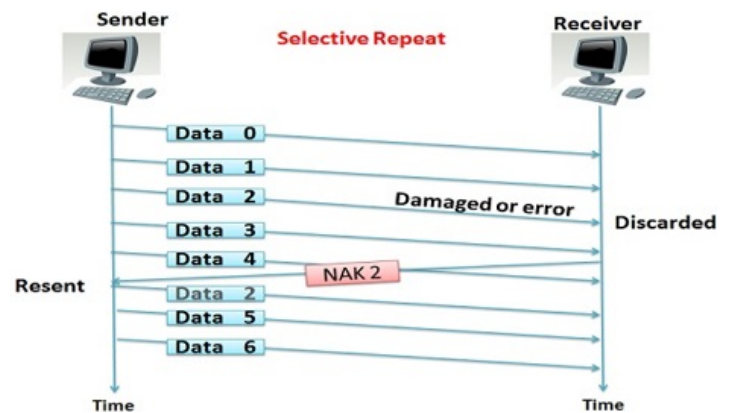 Sender
Receiver
Selective Repeat
Data 0
Data 1
Data 2
Damaged or error
Data 3
Discarded
Data 4
NAK 2
Resent
Data 2
Data 5
Data 6
Time
Time